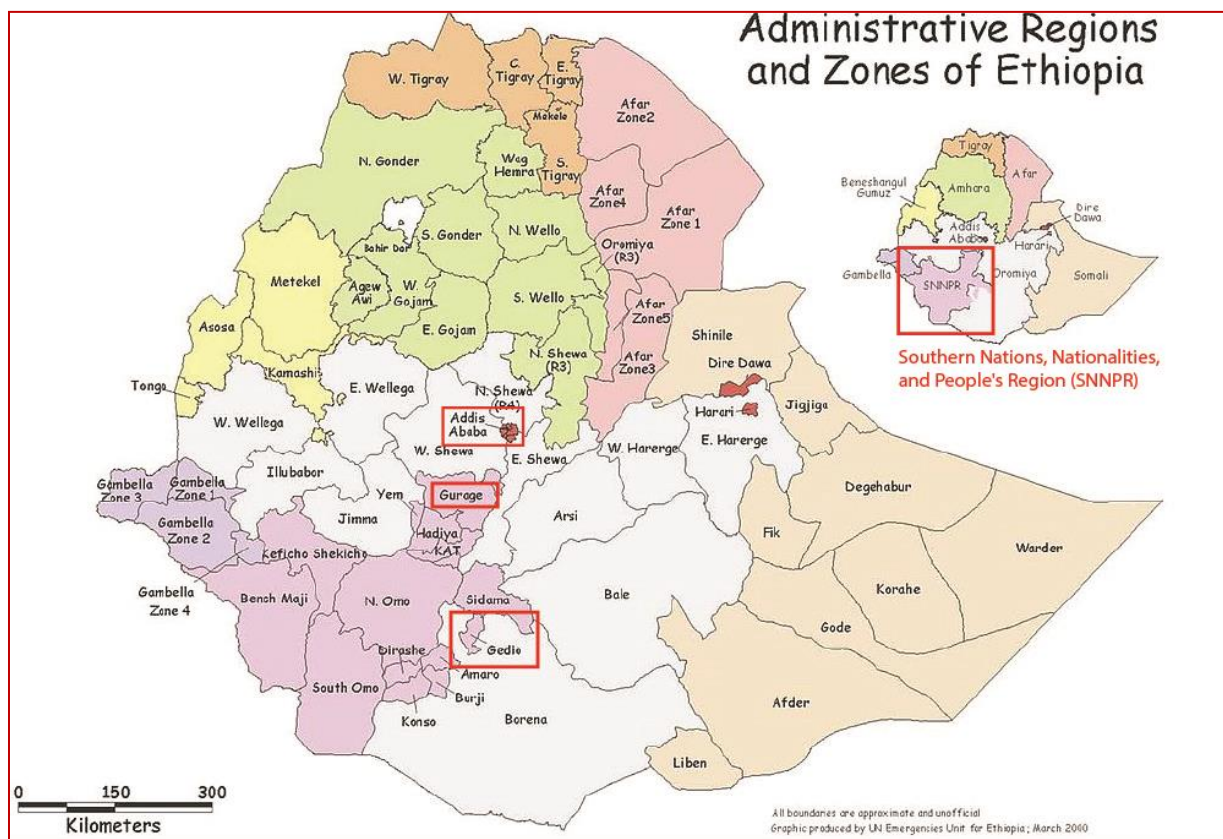 Administrative Regions
and Zones of Ethiopia
W. Tigray
C.
Tigray
E.
Tigray
Mekele
S.
Tigray
Afar
Zone2
N. Gonder
Wag
Hemra
Afar
Zone4
Afar
Zone 1
Bahir Dar
S. Gonder
N. Wello
Oromiya
(R3)
Metekel
Agew
Awi
W.
Gojam
S. Wello
Afar
Zone5
Asosa
E. Gojam
N. Shewa
(R3)
Afar
Zone3
Shinile
Dire Dawa
Tongo
Kamashi
E. Wellega
N. Shewa
(R4)
Harari
Jigjiga
W. Wellega
Addis
Ababa
W. Shewa
E. Shewa
W. Harerge
E. Harerge
Gambella
Zone 3
Gambella
Zone 1
Illubabor
Yem
Gurage
Degehabur
Gambella
Zone 2
Jimma
Hadiya
KAT
Arsi
Fik
Warder
Keficho Shekicho
Gambella
Zone 4
Bench Maji
N. Omo
Sidama
Bale
Korahe
Gode
Dirashe
Gedio
Amaro
South Omo
Burji
Konso
Borena
Afder
Liben
Tigray
Beneshangul
Gumuz
Amhara
Afar
Dire
Dawa
Addis
Ababa
Harari
Gambella
SNNPR
Oromiya
Somali
Southern Nations, Nationalities,
and People's Region (SNNPR)
0 150 300
Kilometers
All boundaries are approximate and unofficial
Graphic produced by UN Emergencies Unit for Ethiopia; March 2000